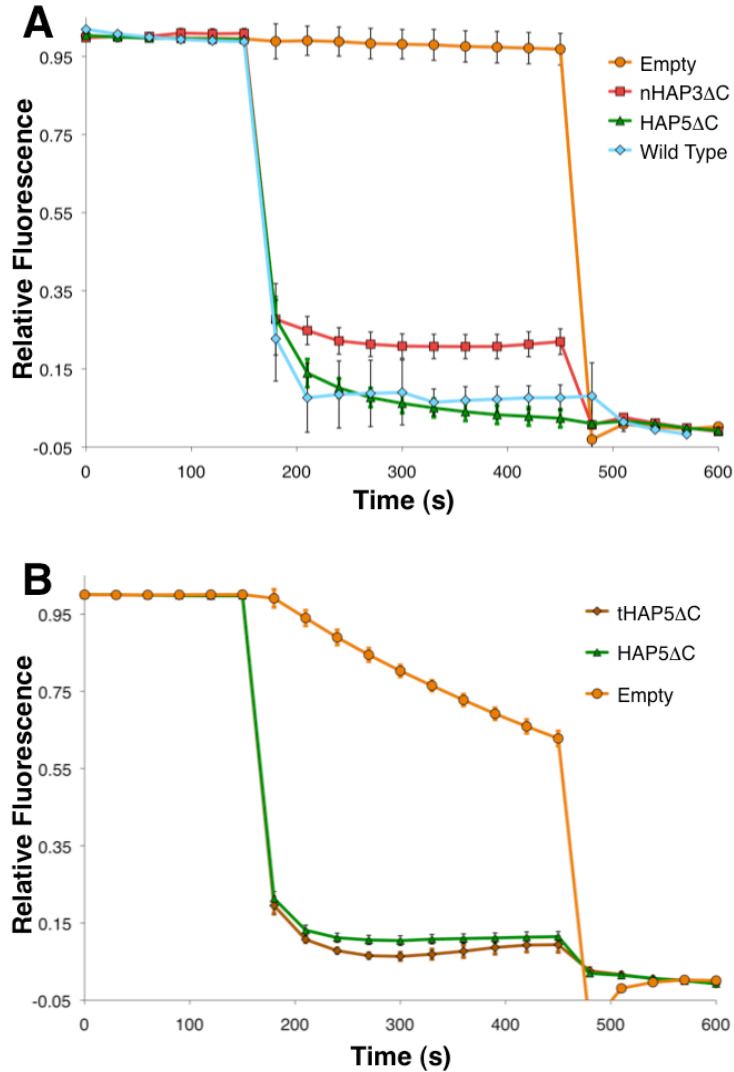 A
0.95
0.75
0.55
0.35
0.15
-0.05
Relative Fluorescence
0
100
200
300
400
500
600
Time (s)
Empty
nHAP3ΔC
HAP5ΔC
Wild Type
B
0.95
0.75
0.55
0.35
0.15
-0.05
Relative Fluorescence
0
100
200
300
400
500
600
Time (s)
tHAP5ΔC
HAP5ΔC
Empty